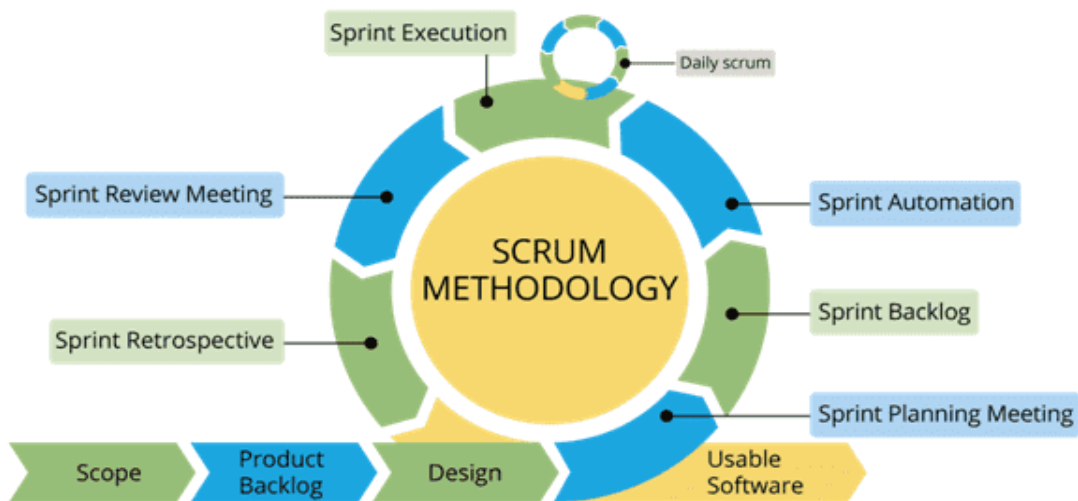 Sprint Execution
Daily scrum
Sprint Review Meeting
Sprint Automation
SCRUM
METHODOLOGY
Sprint Backlog
Sprint Retrospective
Sprint Planning Meeting
Scope
Product
Backlog
Design
Usable
Software